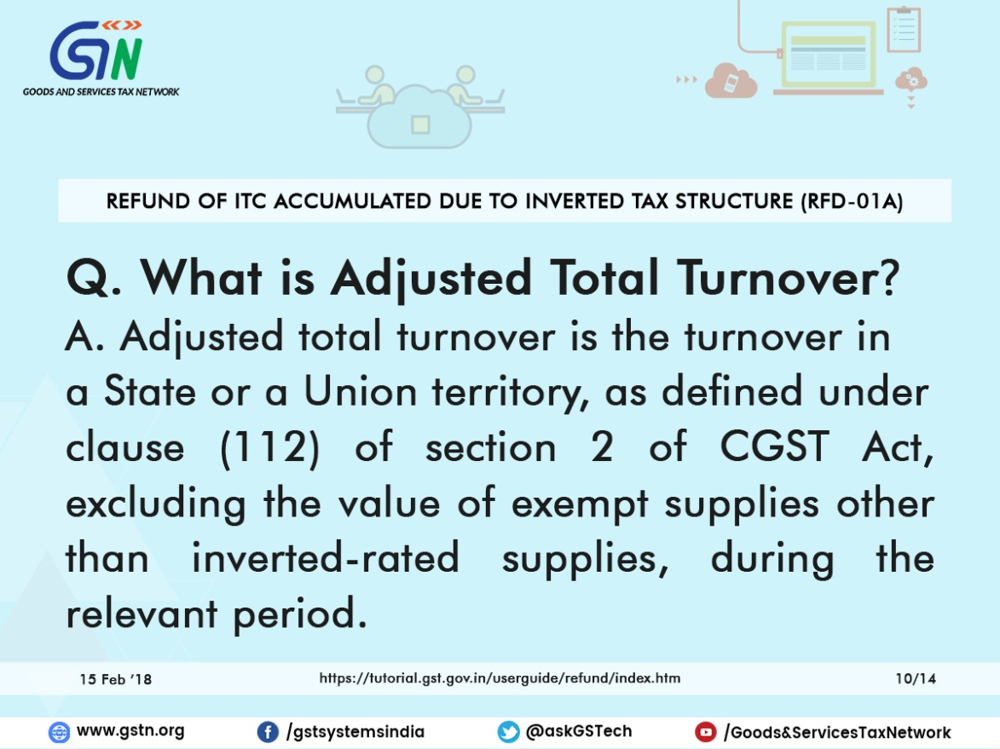 GSTN
GOODS AND SERVICES TAX NETWORK
REFUND OF ITC ACCUMULATED DUE TO INVERTED TAX STRUCTURE (RFD-01A)
Q. What is Adjusted Total Turnover?
A. Adjusted total turnover is the turnover in
a State or a Union territory, as defined under
clause (112) of section 2 of CGST Act,
excluding the value of exempt supplies other
than inverted-rated supplies, during the
relevant period.
15 Feb '18 https://tutorial.gst.gov.in/userguide/refund/index.htm 10/14
www.gstn.org /gstsystemsindia @askGSTech /Goods&ServicesTaxNetwork